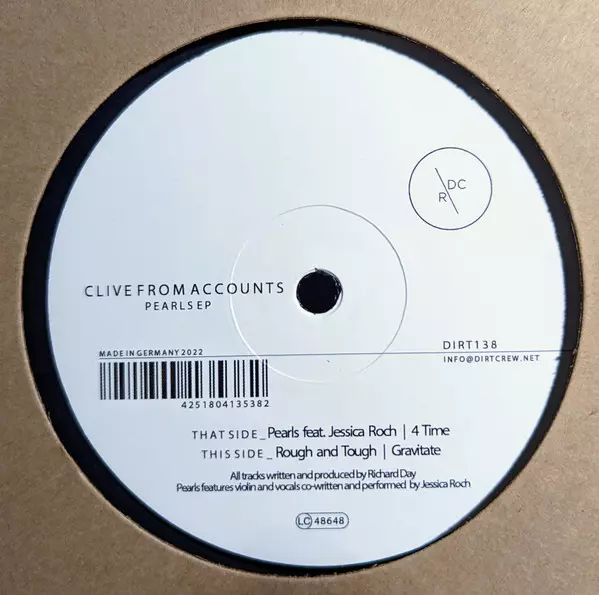 DC
R
CLIVE FROM ACCOUNTS
PEARLS EP
DIRT138
MADE IN GERMANY 2022
INFO@DIRTCREW.NET
4251804135382
THAT SIDE _ Pearls feat. Jessica Roch | 4 Time
THIS SIDE _ Rough and Tough | Gravitate
All tracks written and produced by Richard Day
Pearls features violin and vocals co-written and performed by Jessica Roch
LC 48648